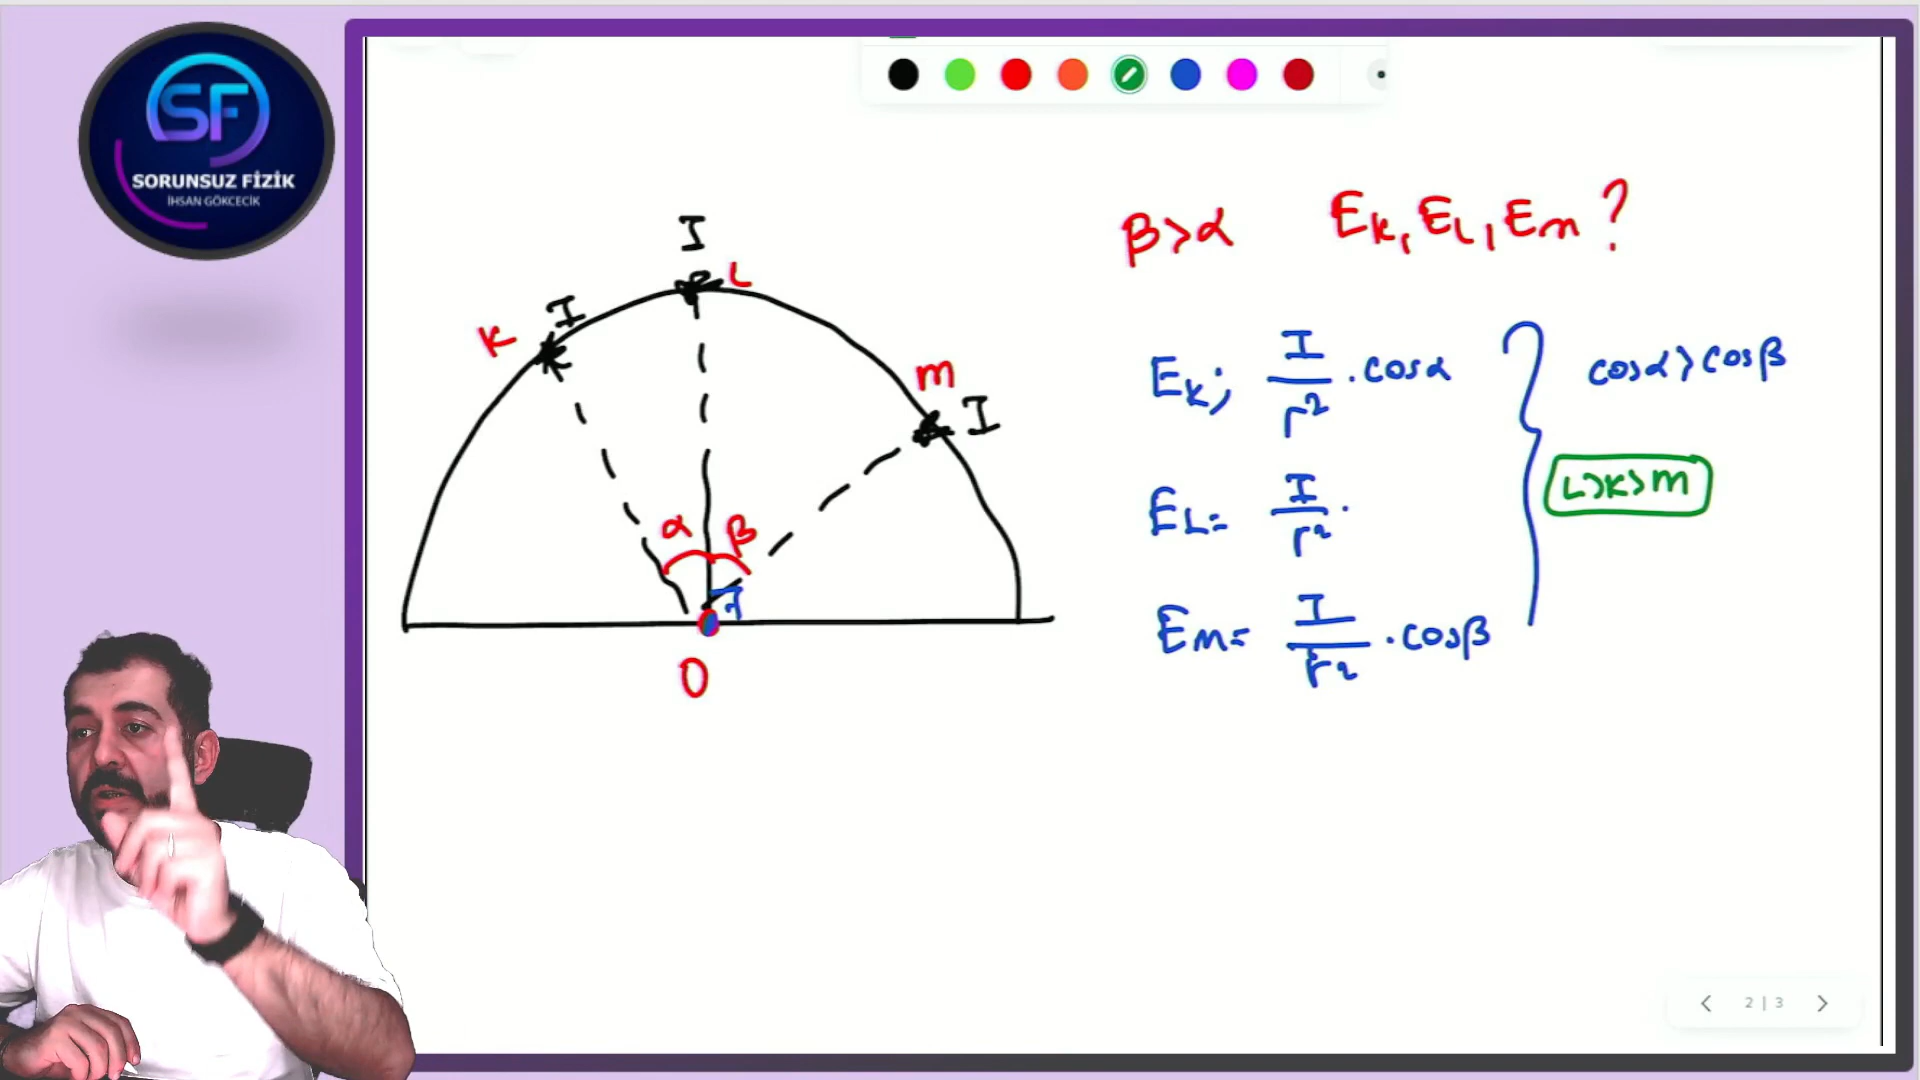 SF
SORUNSUZ FİZİK
İHSAN GÖKCECİK
β>α EK, EL, Em ?
I
L
K I
m
I
α β
O
EK; I/r² . cosα
EL= I/r² .
Em= I/r² . cosβ
cosα>cosβ
L>K>m
2 | 3